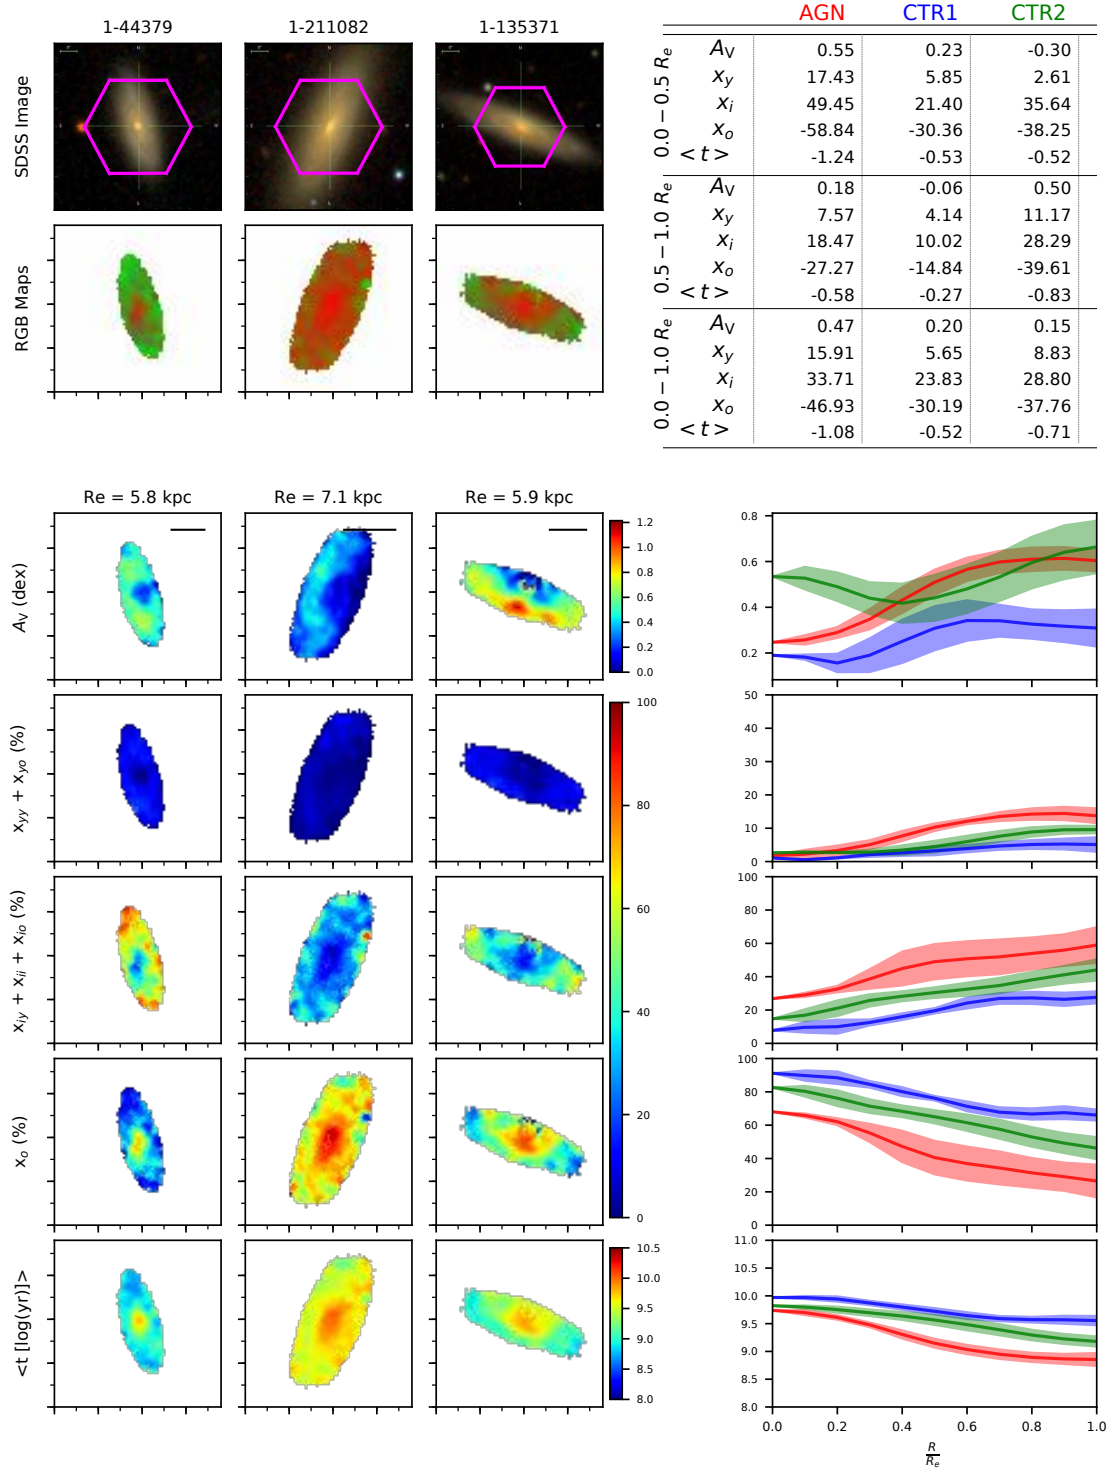 1-44379 1-211082 1-135371
SDSS Image
RGB Maps
AGN CTR1 CTR2
0.0 − 0.5 Re
AV 0.55 0.23 -0.30
xy 17.43 5.85 2.61
xi 49.45 21.40 35.64
xo -58.84 -30.36 -38.25
<t> -1.24 -0.53 -0.52
0.5 − 1.0 Re
AV 0.18 -0.06 0.50
xy 7.57 4.14 11.17
xi 18.47 10.02 28.29
xo -27.27 -14.84 -39.61
<t> -0.58 -0.27 -0.83
0.0 − 1.0 Re
AV 0.47 0.20 0.15
xy 15.91 5.65 8.83
xi 33.71 23.83 28.80
xo -46.93 -30.19 -37.76
<t> -1.08 -0.52 -0.71
Re = 5.8 kpc Re = 7.1 kpc Re = 5.9 kpc
AV (dex)
1.2
1.0
0.8
0.6
0.4
0.2
0.0
0.8
0.6
0.4
0.2
xyy + xyo (%)
100
80
60
40
20
0
50
40
30
20
10
0
xiy + xii + xio (%)
100
80
60
40
20
0
xo (%)
100
80
60
40
20
0
<t [log(yr)]>
10.5
10.0
9.5
9.0
8.5
8.0
11.0
10.5
10.0
9.5
9.0
8.5
8.0
0.0 0.2 0.4 0.6 0.8 1.0
R
Re